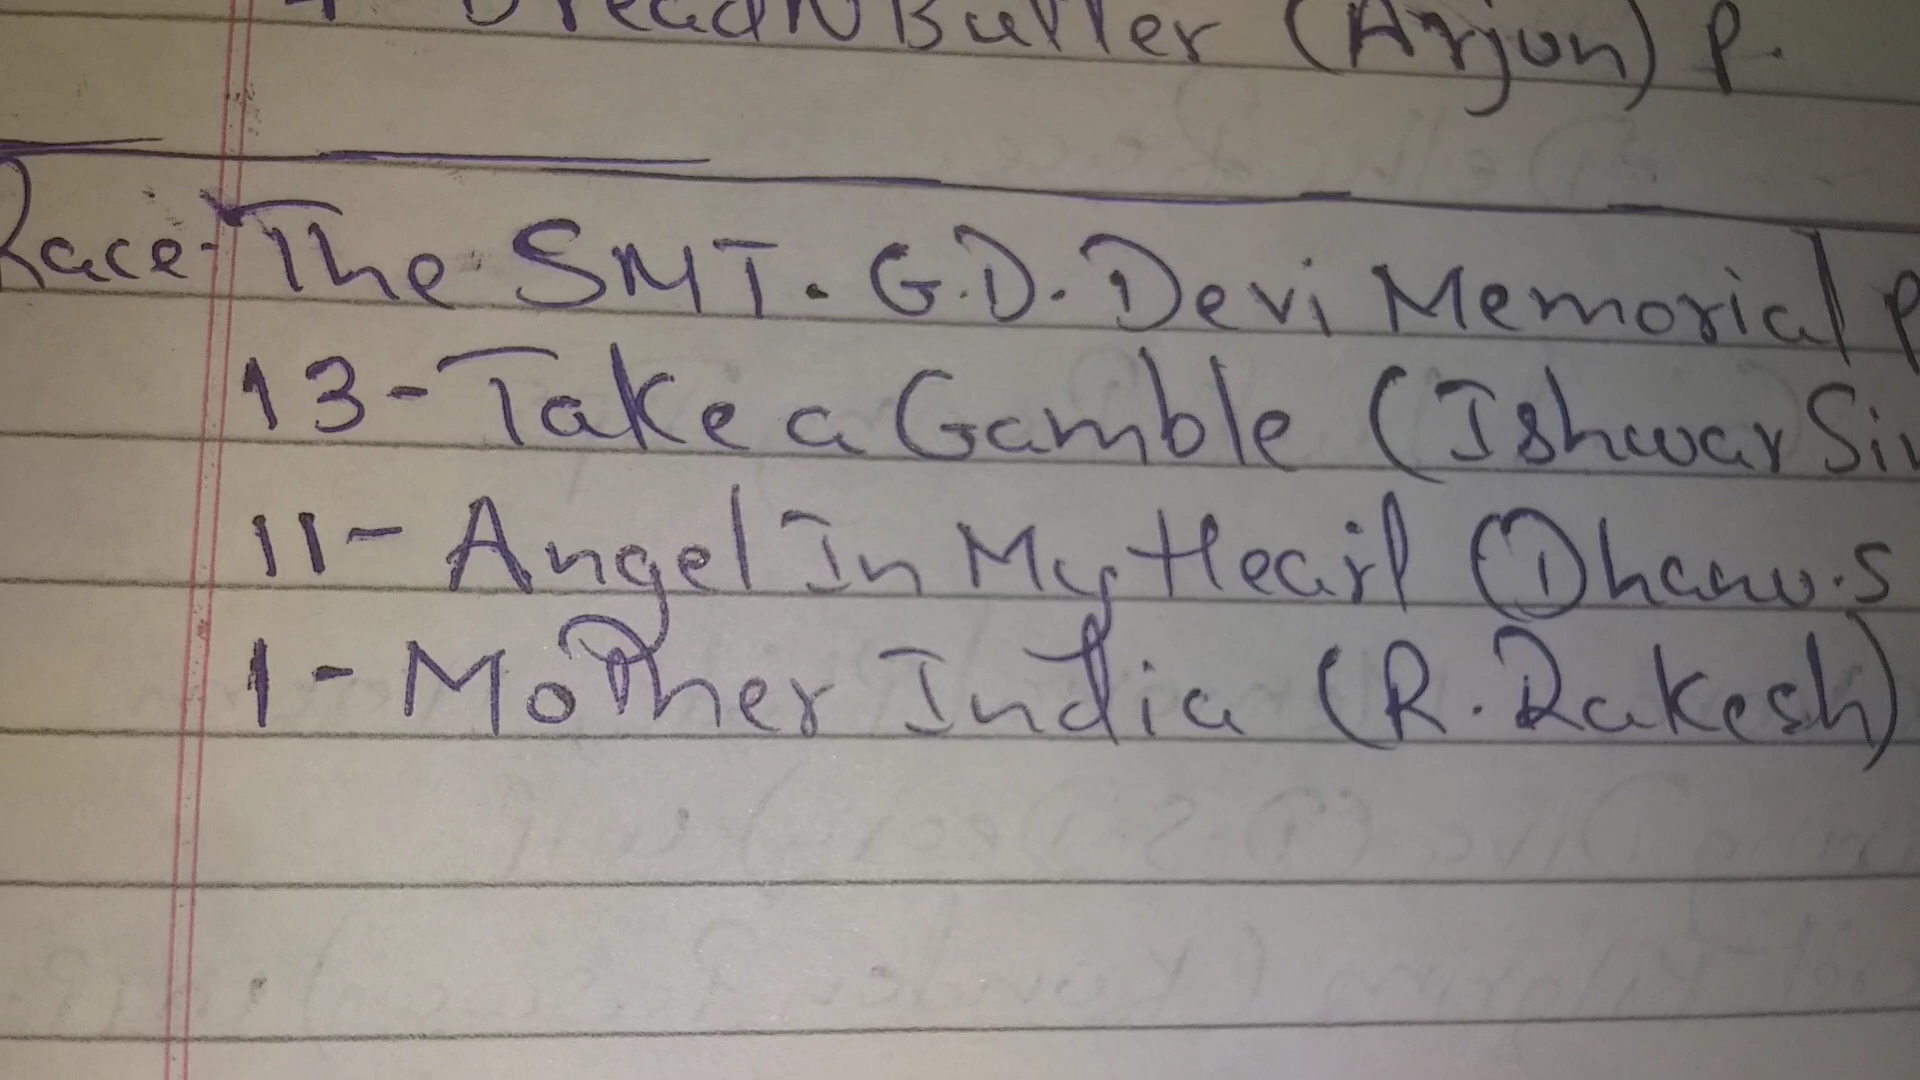 Bread N Butter (Arjun) P.
Race- The SMT. G.D. Devi Memorial P
13- Take a Gamble (Ishwar Sin
11- Angel In My Heart (Dhanu.S
1- Mother India (R. Rakesh)